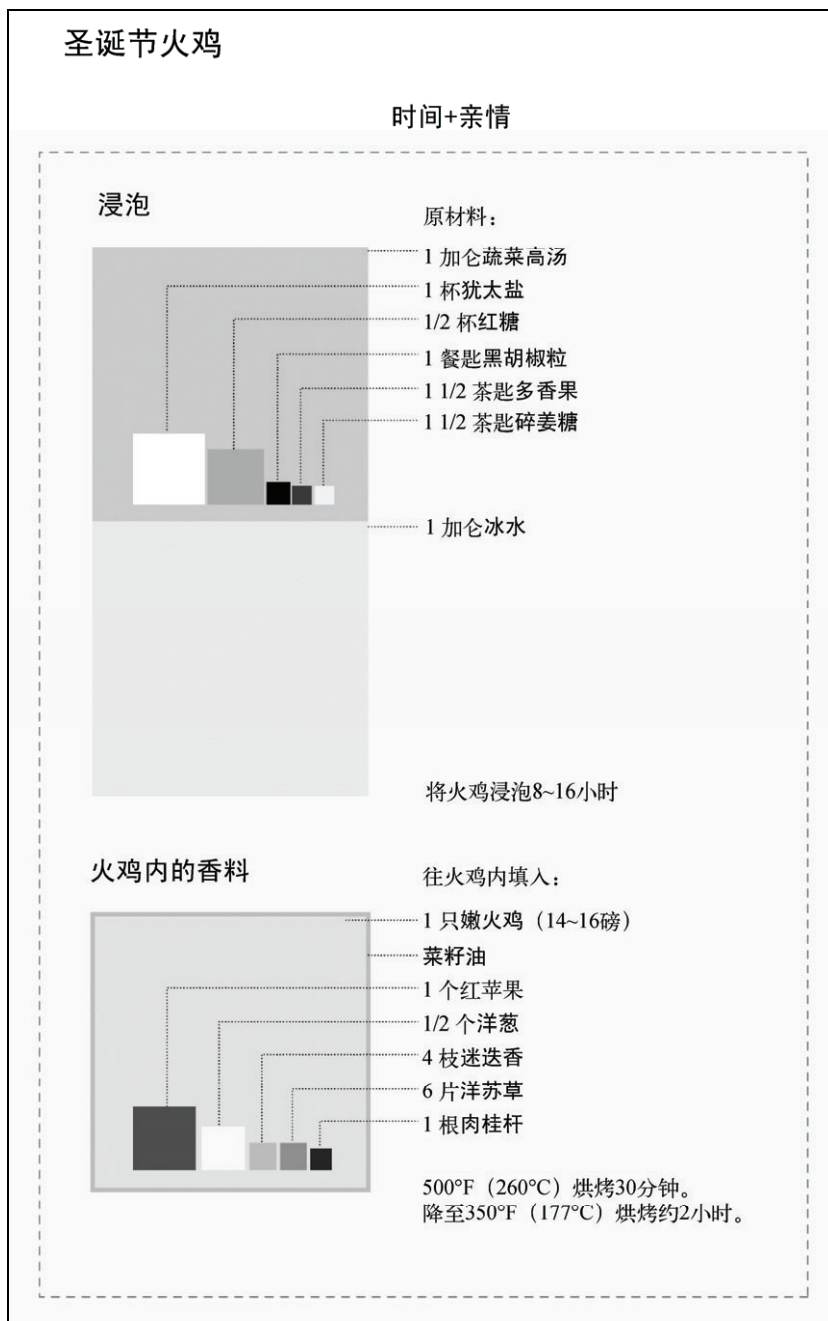 圣诞节火鸡
时间+亲情
浸泡
原材料：
1 加仑蔬菜高汤
1 杯犹太盐
1/2 杯红糖
1 餐匙黑胡椒粒
1 1/2 茶匙多香果
1 1/2 茶匙碎姜糖
1 加仑冰水
将火鸡浸泡8~16小时
火鸡内的香料
往火鸡内填入：
1 只嫩火鸡（14~16磅）
菜籽油
1 个红苹果
1/2 个洋葱
4 枝迷迭香
6 片洋苏草
1 根肉桂杆
500°F（260°C）烘烤30分钟。
降至350°F（177°C）烘烤约2小时。